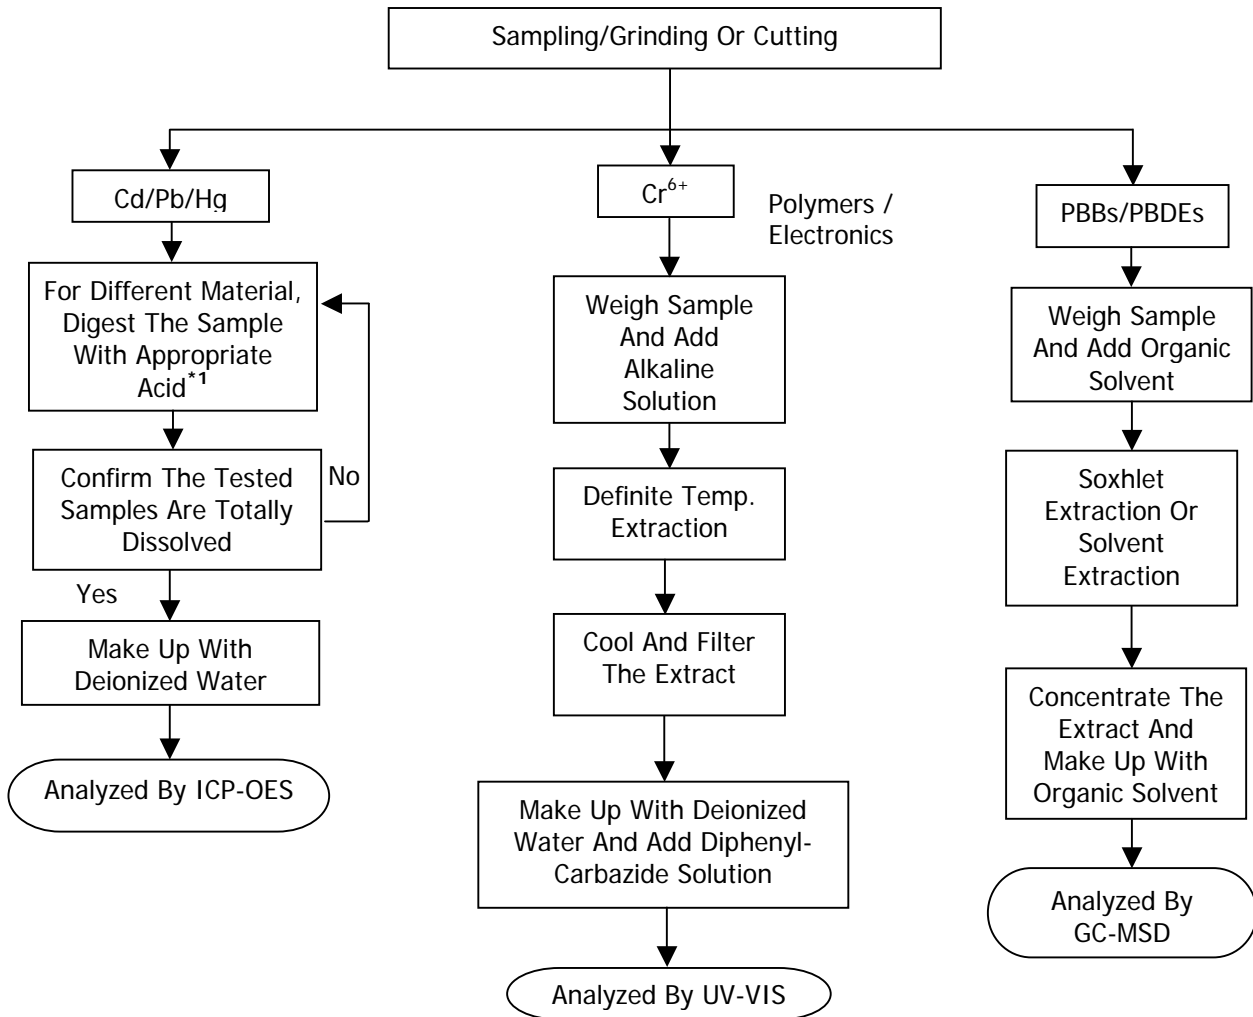 Sampling/Grinding Or Cutting
Cd/Pb/Hg
For Different Material,
Digest The Sample
With Appropriate
Acid*1
Confirm The Tested
Samples Are Totally
Dissolved
No
Yes
Make Up With
Deionized Water
Analyzed By ICP-OES
Cr6+
Polymers /
Electronics
Weigh Sample
And Add
Alkaline
Solution
Definite Temp.
Extraction
Cool And Filter
The Extract
Make Up With Deionized
Water And Add Diphenyl-
Carbazide Solution
Analyzed By UV-VIS
PBBs/PBDEs
Weigh Sample
And Add Organic
Solvent
Soxhlet
Extraction Or
Solvent
Extraction
Concentrate The
Extract And
Make Up With
Organic Solvent
Analyzed By
GC-MSD